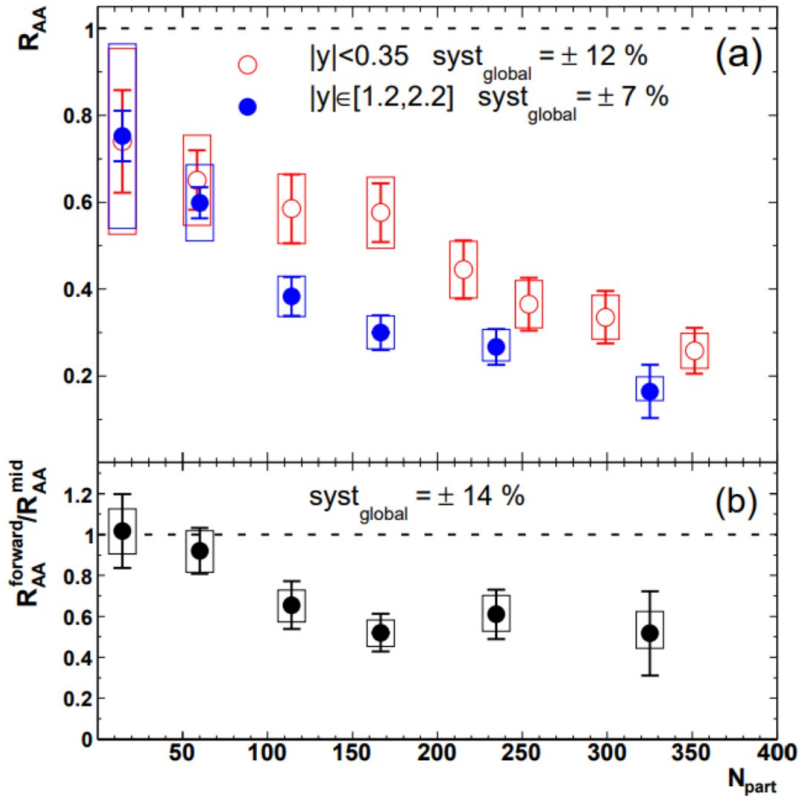 R_AA
1
0.8
0.6
0.4
0.2
|y|<0.35 syst_global = ± 12 %
|y|∈[1.2,2.2] syst_global = ± 7 %
(a)
R_AA^forward/R_AA^mid
1.2
1
0.8
0.6
0.4
0.2
0
syst_global = ± 14 %
(b)
50 100 150 200 250 300 350 400
N_part